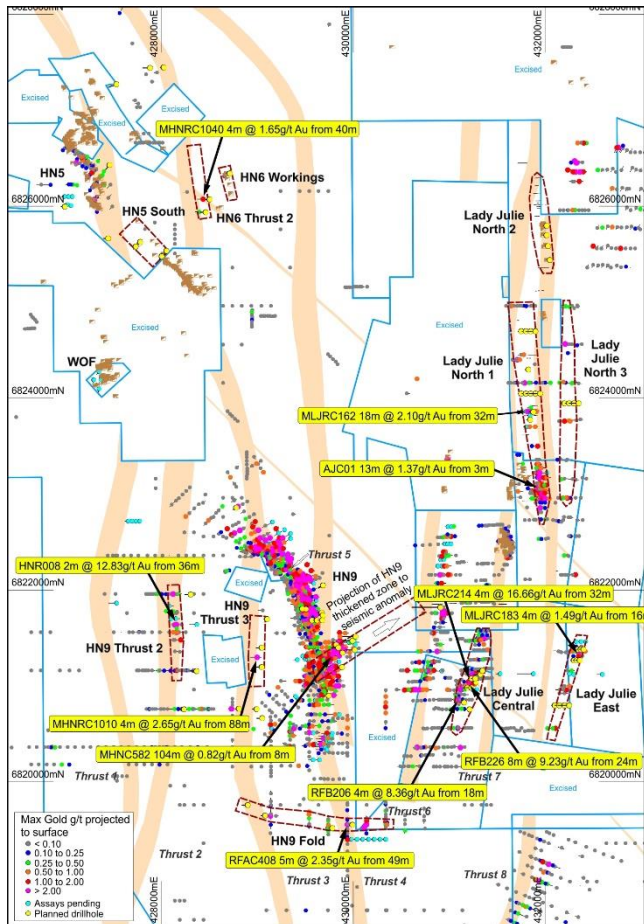 6828000mN
428000mE
430000mE
432000mE
6828000mN
Excised
Excised
Excised
Excised
MHNRC1040 4m @ 1.65g/t Au from 40m
HN5
HN6 Workings
HN5 South
HN6 Thrust 2
6826000mN
6826000mN
Lady Julie
North 2
Excised
Excised
WOF
Lady Julie
North 1
Lady
Julie
North 3
6824000mN
6824000mN
MLJRC162 18m @ 2.10g/t Au from 32m
AJC01 13m @ 1.37g/t Au from 3m
HNR008 2m @ 12.83g/t Au from 36m
Thrust 5
6822000mN
6822000mN
Excised
HN9
Projection of HN9
thickened zone to
seismic anomaly
MLJRC214 4m @ 16.66g/t Au from 32m
HN9
Thrust 3
MLJRC183 4m @ 1.49g/t Au from 16m
HN9 Thrust 2
Excised
Lady Julie
Central
Lady Julie
East
MHNRC1010 4m @ 2.65g/t Au from 88m
Excised
MHNC582 104m @ 0.82g/t Au from 8m
RFB226 8m @ 9.23g/t Au from 24m
6820000mN
6820000mN
Thrust 7
RFB206 4m @ 8.36g/t Au from 18m
Thrust 6
HN9 Fold
RFAC408 5m @ 2.35g/t Au from 49m
Thrust 2
Thrust 3
Thrust 4
Thrust 8
Max Gold g/t projected
to surface
< 0.10
0.10 to 0.25
0.25 to 0.50
0.50 to 1.00
1.00 to 2.00
> 2.00
Assays pending
Planned drillhole
428000mE
430000mE
432000mE